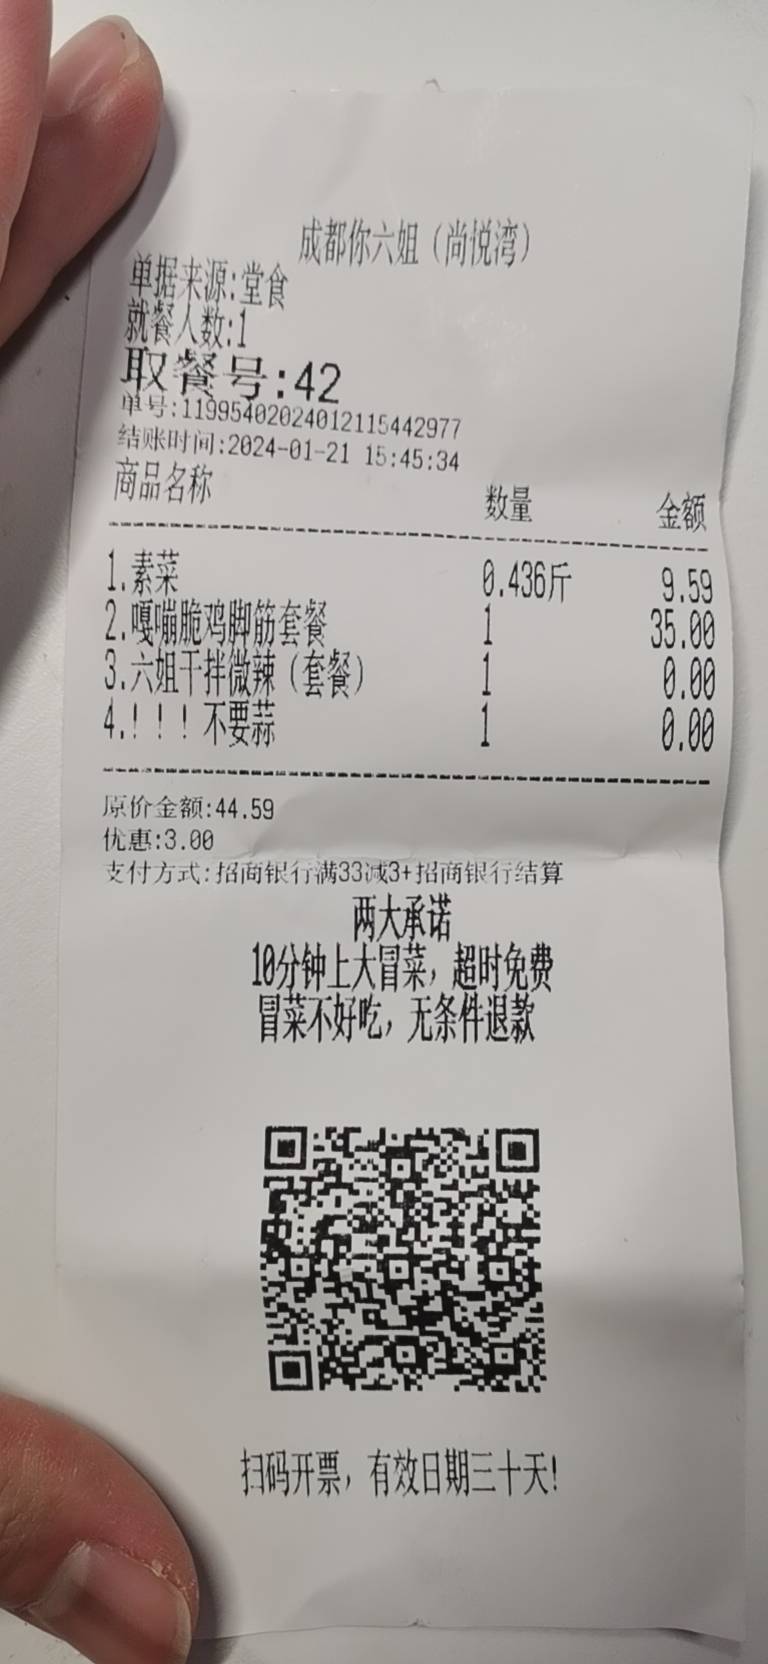 成都你六姐（尚悦湾）
单据来源:堂食
就餐人数:1
取餐号:42
单号:11995402024012115442977
结账时间:2024-01-21 15:45:34
商品名称 数量 金额
1.素菜 0.436斤 9.59
2.嘎嘣脆鸡脚筋套餐 1 35.00
3.六姐干拌微辣（套餐） 1 0.00
4.！！！不要蒜 1 0.00
原价金额:44.59
优惠:3.00
支付方式:招商银行满33减3+招商银行结算
两大承诺
10分钟上大冒菜，超时免费
冒菜不好吃，无条件退款
扫码开票，有效日期三十天!